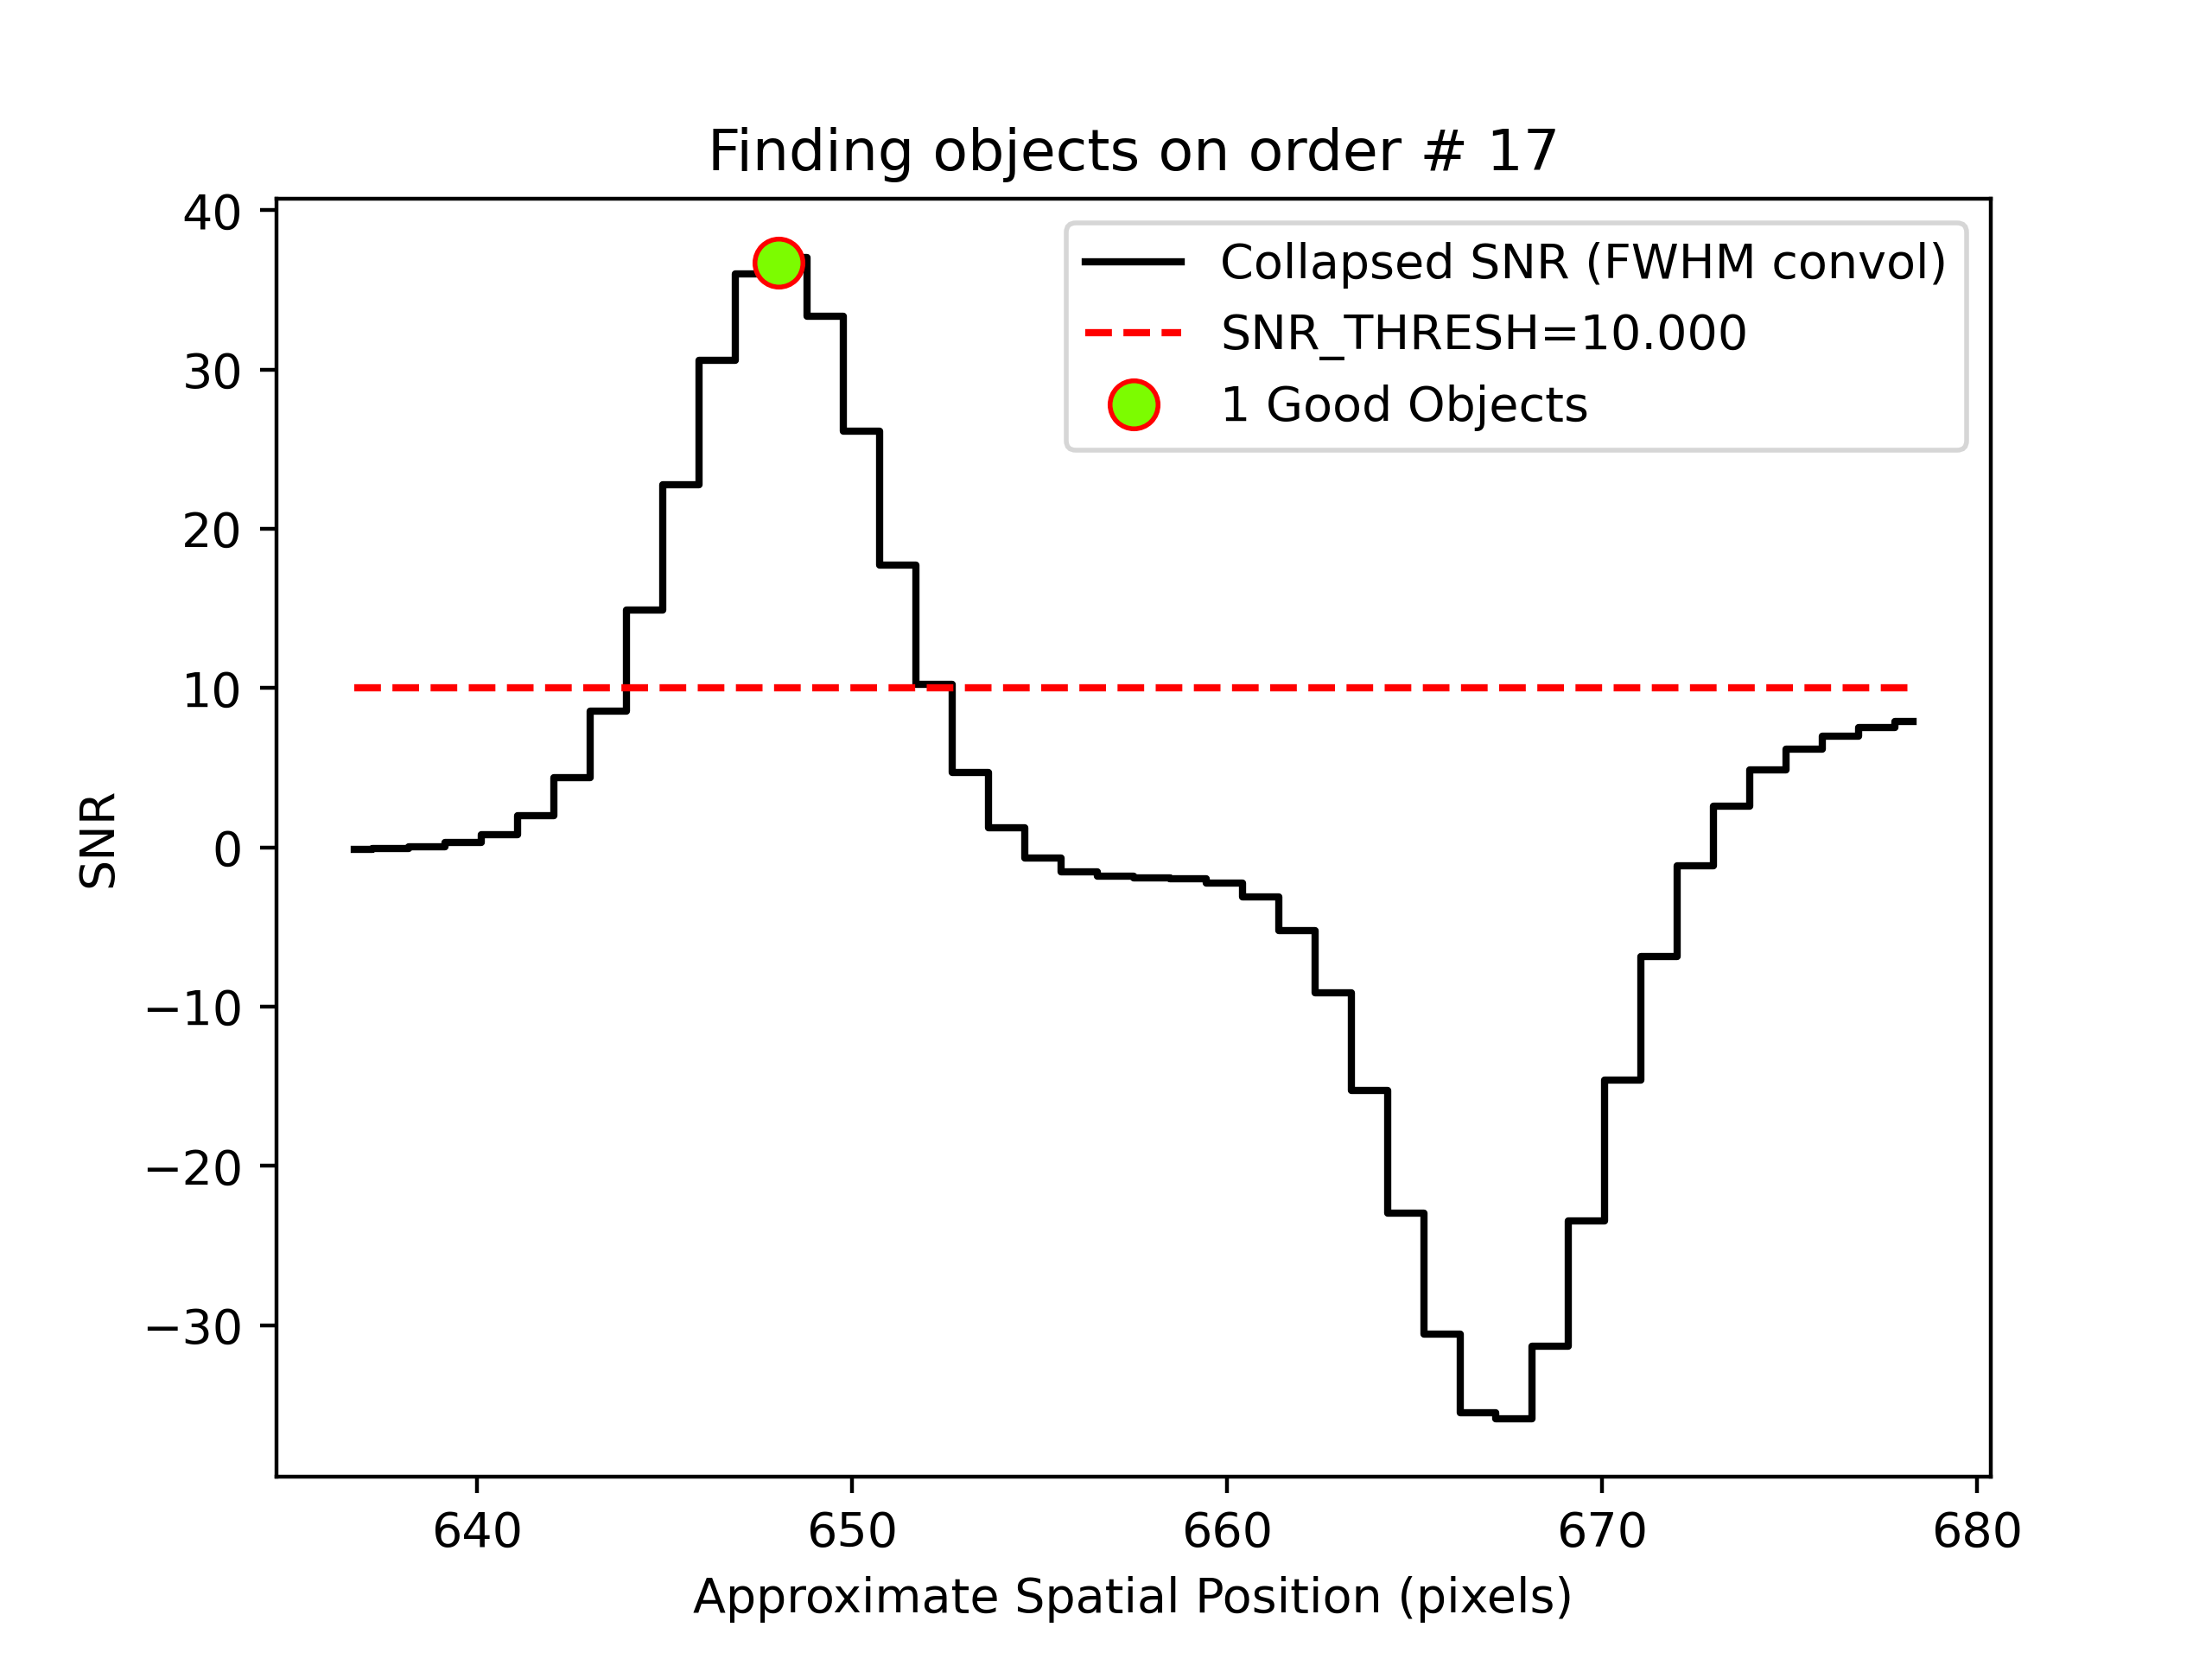 Finding objects on order # 17
40
30
20
10
0
−10
−20
−30
SNR
Collapsed SNR (FWHM convol)
SNR_THRESH=10.000
1 Good Objects
640 650 660 670 680
Approximate Spatial Position (pixels)